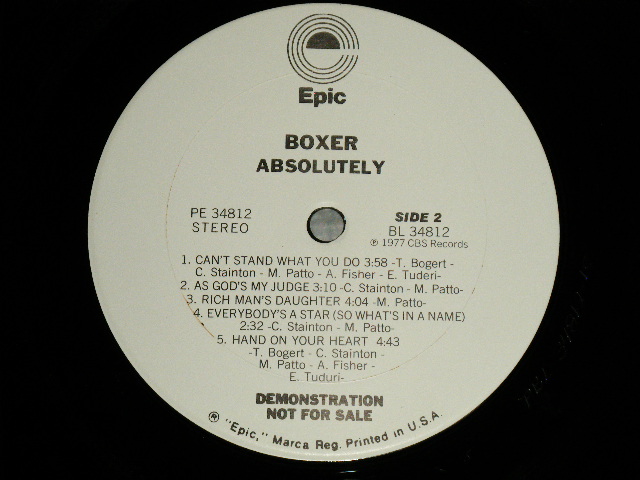 Epic
BOXER
ABSOLUTELY
PE 34812
STEREO
SIDE 2
BL 34812
℗ 1977 CBS Records
1. CAN'T STAND WHAT YOU DO 3:58 -T. Bogert -
C. Stainton - M. Patto - A. Fisher - E. Tuderi-
2. AS GOD'S MY JUDGE 3:10 -C. Stainton - M. Patto-
3. RICH MAN'S DAUGHTER 4:04 -M. Patto-
4. EVERYBODY'S A STAR (SO WHAT'S IN A NAME)
2:32 -C. Stainton - M. Patto-
5. HAND ON YOUR HEART 4:43
-T. Bogert - C. Stainton -
M. Patto - A. Fisher -
E. Tuduri-
DEMONSTRATION
NOT FOR SALE
® "Epic," Marca Reg. Printed in U.S.A.